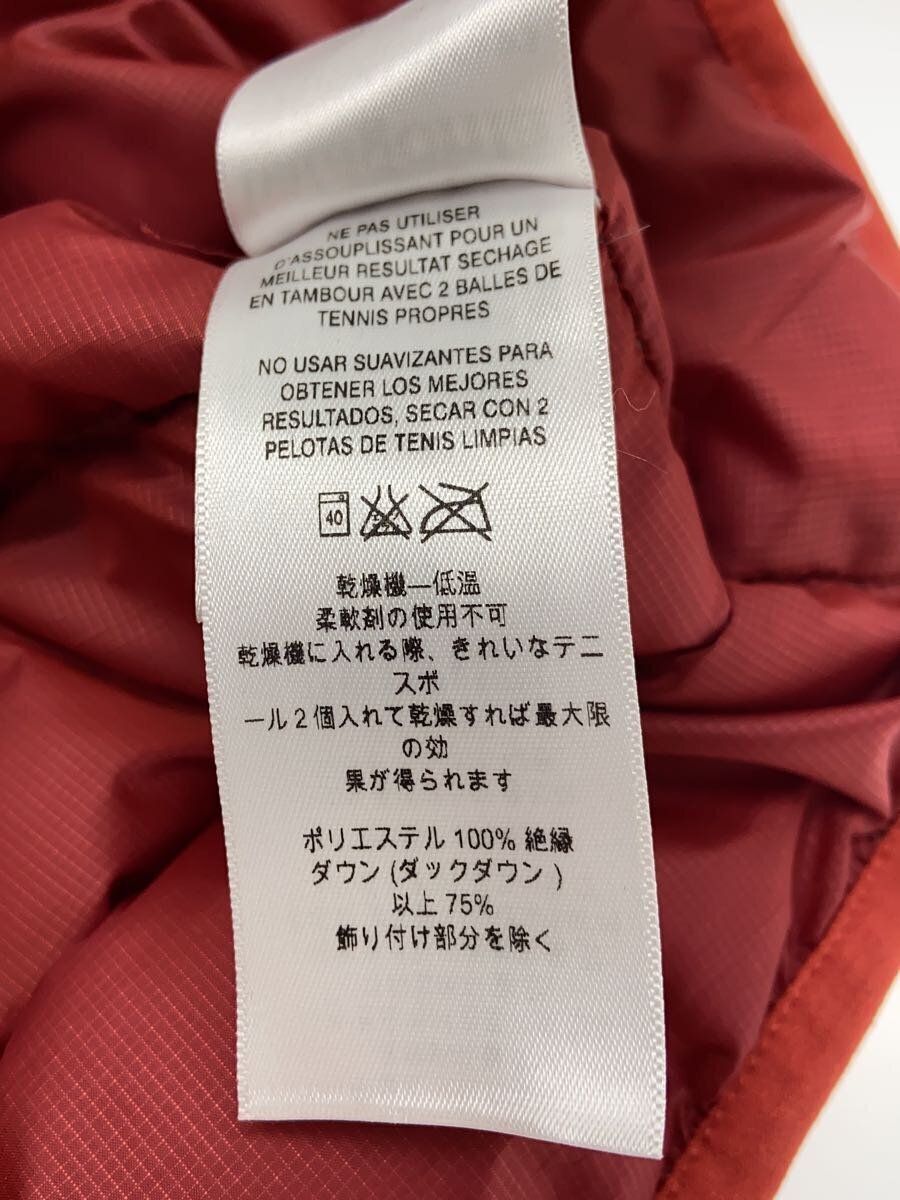 NE PAS UTILISER
D'ASSOUPLISSANT POUR UN
MEILLEUR RESULTAT SECHAGE
EN TAMBOUR AVEC 2 BALLES DE
TENNIS PROPRES
NO USAR SUAVIZANTES PARA
OBTENER LOS MEJORES
RESULTADOS, SECAR CON 2
PELOTAS DE TENIS LIMPIAS
40
乾燥機—低温
柔軟剤の使用不可
乾燥機に入れる際、きれいなテニ
スボ
ール2個入れて乾燥すれば最大限
の効
果が得られます
ポリエステル 100% 絶縁
ダウン (ダックダウン )
以上 75%
飾り付け部分を除く